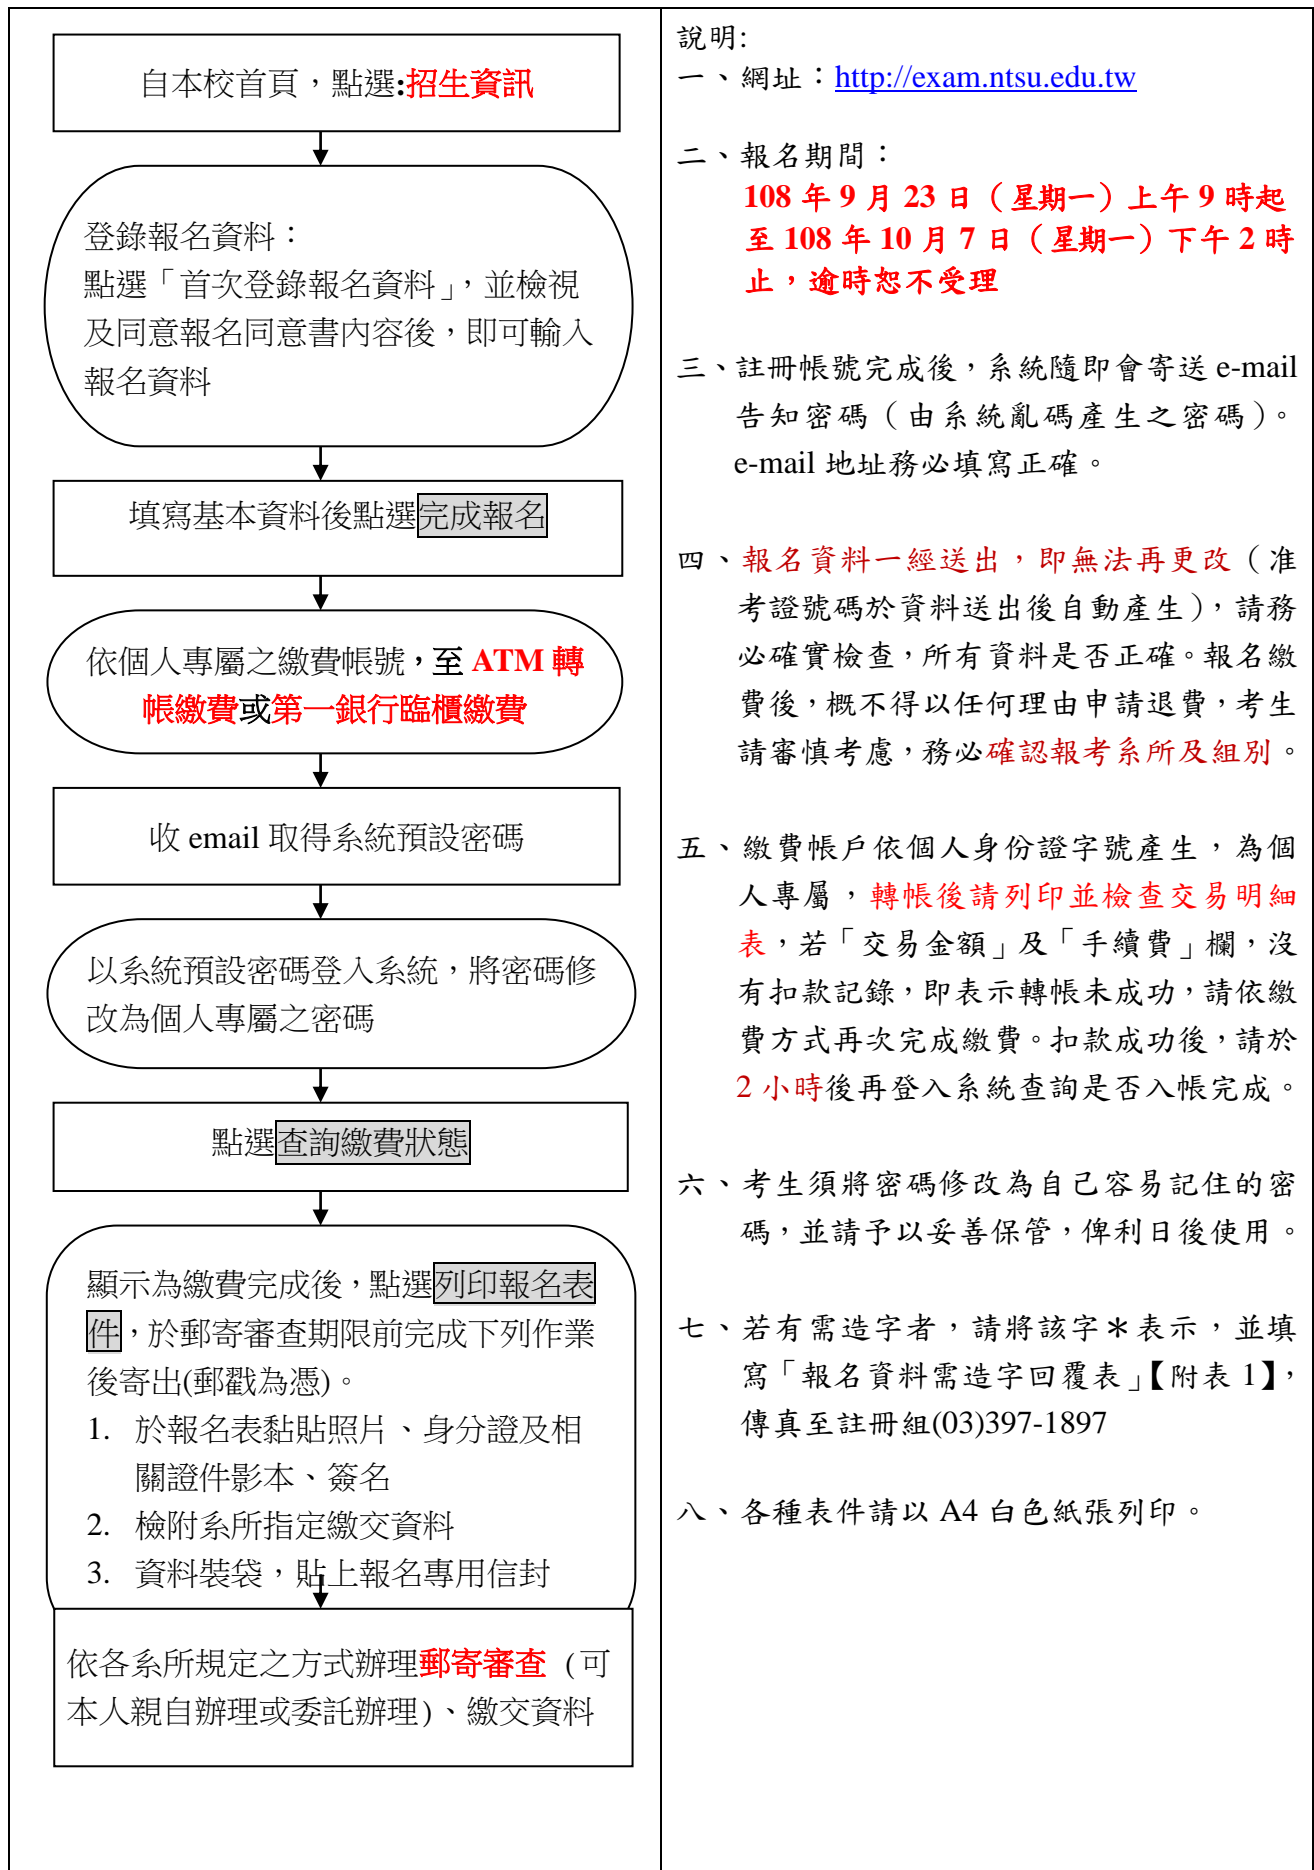 自本校首頁，點選:招生資訊
登錄報名資料：
點選「首次登錄報名資料」，並檢視
及同意報名同意書內容後，即可輸入
報名資料
填寫基本資料後點選完成報名
依個人專屬之繳費帳號，至 ATM 轉
帳繳費或第一銀行臨櫃繳費
收 email 取得系統預設密碼
以系統預設密碼登入系統，將密碼修
改為個人專屬之密碼
點選查詢繳費狀態
顯示為繳費完成後，點選列印報名表
件，於郵寄審查期限前完成下列作業
後寄出(郵戳為憑)。
1. 於報名表黏貼照片、身分證及相
關證件影本、簽名
2. 檢附系所指定繳交資料
3. 資料裝袋，貼上報名專用信封
依各系所規定之方式辦理郵寄審查（可
本人親自辦理或委託辦理)、繳交資料
說明:
一、網址：http://exam.ntsu.edu.tw
二、報名期間：
108 年 9 月 23 日（星期一）上午 9 時起
至 108 年 10 月 7 日（星期一）下午 2 時
止，逾時恕不受理
三、註冊帳號完成後，系統隨即會寄送 e-mail
告知密碼（由系統亂碼產生之密碼）。
e-mail 地址務必填寫正確。
四、報名資料一經送出，即無法再更改（准
考證號碼於資料送出後自動產生），請務
必確實檢查，所有資料是否正確。報名繳
費後，概不得以任何理由申請退費，考生
請審慎考慮，務必確認報考系所及組別。
五、繳費帳戶依個人身份證字號產生，為個
人專屬，轉帳後請列印並檢查交易明細
表，若「交易金額」及「手續費」欄，沒
有扣款記錄，即表示轉帳未成功，請依繳
費方式再次完成繳費。扣款成功後，請於
2 小時後再登入系統查詢是否入帳完成。
六、考生須將密碼修改為自己容易記住的密
碼，並請予以妥善保管，俾利日後使用。
七、若有需造字者，請將該字＊表示，並填
寫「報名資料需造字回覆表」【附表 1】，
傳真至註冊組(03)397-1897
八、各種表件請以 A4 白色紙張列印。